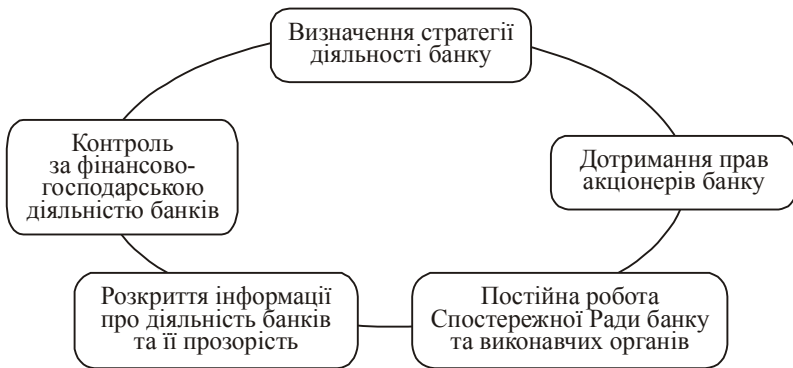 Визначення стратегії
діяльності банку
Контроль
за фінансово-
господарською
діяльністю банків
Дотримання прав
акціонерів банку
Розкриття інформації
про діяльність банків
та її прозорість
Постійна робота
Спостережної Ради банку
та виконавчих органів